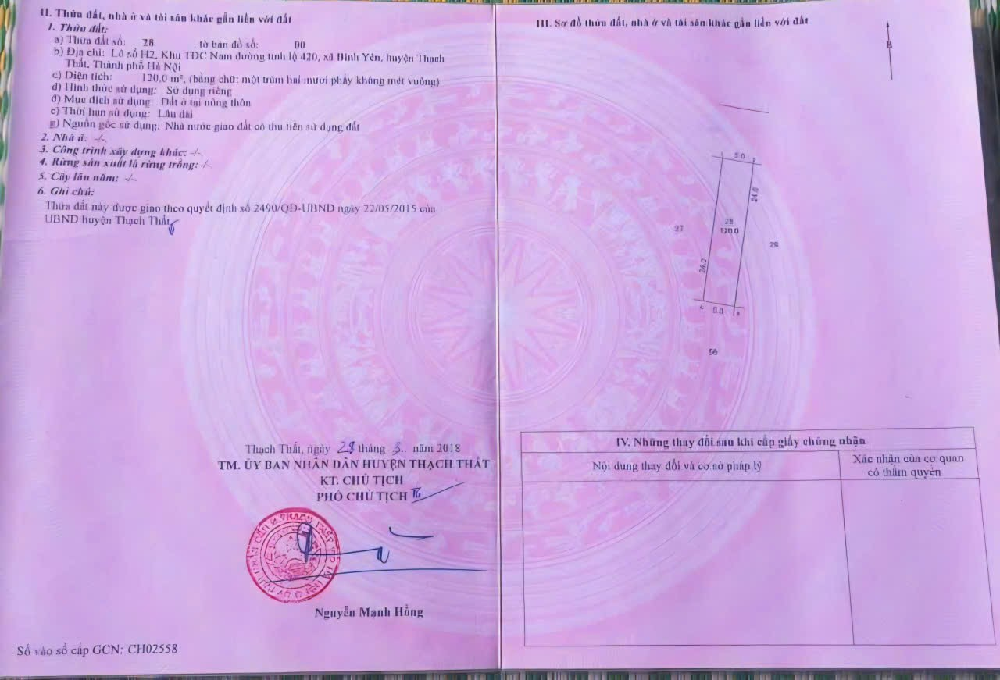 II. Thửa đất, nhà ở và tài sản khác gắn liền với đất
1. Thửa đất:
a) Thửa đất số: 28 , tờ bản đồ số: 00
b) Địa chỉ: Lô số H2, Khu TĐC Nam đường tỉnh lộ 420, xã Bình Yên, huyện Thạch
Thất, Thành phố Hà Nội
c) Diện tích: 120,0 m², (bằng chữ: một trăm hai mươi phẩy không mét vuông)
d) Hình thức sử dụng: Sử dụng riêng
đ) Mục đích sử dụng: Đất ở tại nông thôn
e) Thời hạn sử dụng: Lâu dài
g) Nguồn gốc sử dụng: Nhà nước giao đất có thu tiền sử dụng đất
2. Nhà ở: -/-.
3. Công trình xây dựng khác: -/-.
4. Rừng sản xuất là rừng trồng: -/-.
5. Cây lâu năm: -/-.
6. Ghi chú:
Thửa đất này được giao theo quyết định số 2490/QĐ-UBND ngày 22/05/2015 của
UBND huyện Thạch Thất
Thạch Thất, ngày 28 tháng 3 năm 2018
TM. ỦY BAN NHÂN DÂN HUYỆN THẠCH THẤT
KT. CHỦ TỊCH
PHÓ CHỦ TỊCH
Nguyễn Mạnh Hồng
Số vào sổ cấp GCN: CH02558
III. Sơ đồ thửa đất, nhà ở và tài sản khác gắn liền với đất
B
1 5.0 2
24.0
28
120.0
27
29
24.0
4 5.0 3
50
IV. Những thay đổi sau khi cấp giấy chứng nhận
Nội dung thay đổi và cơ sở pháp lý
Xác nhận của cơ quan
có thẩm quyền